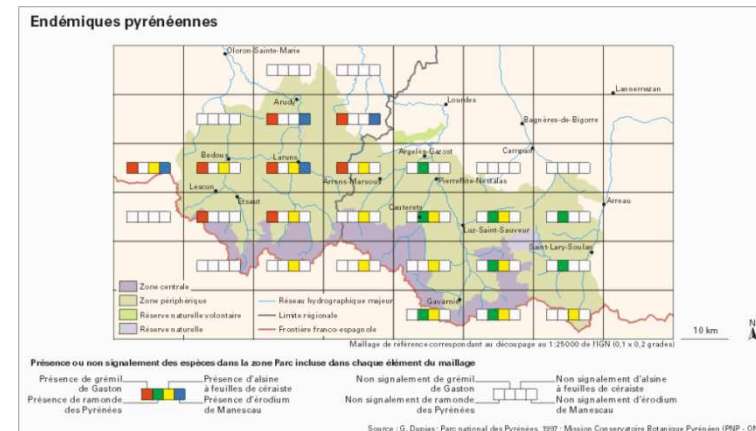 Endémiques pyrénéennes
Oloron-Sainte-Marie
Lannemezan
Lourdes
Arudy
Bagnères-de-Bigorre
Campan
Bedous
Laruns
Argelès-Gazost
Arrens-Marsous
Pierrefitte-Nestalas
Lescun
Etsaut
Cauterets
Arreau
Luz-Saint-Sauveur
Saint-Lary-Soulan
Gavarnie
Zone centrale
Zone périphérique
Réserve naturelle volontaire
Réserve naturelle
Réseau hydrographique majeur
Limite régionale
Frontière franco-espagnole
10 km
N
Maillage de référence correspondant au découpage au 1:25000 de l'IGN (0,1 x 0,2 grades)
Présence ou non signalement des espèces dans la zone Parc incluse dans chaque élément du maillage
Présence de grémil
de Gaston
Présence de ramonde
des Pyrénées
Présence d'alsine
à feuilles de céraiste
Présence d'érodium
de Manescau
Non signalement de grémil
de Gaston
Non signalement de ramonde
des Pyrénées
Non signalement d'alsine
à feuilles de céraiste
Non signalement d'érodium
de Manescau
Source : G. Dupias ; Parc national des Pyrénées, 1997 ; Mission Conservatoire Botanique Pyrénéen (PNP - 08